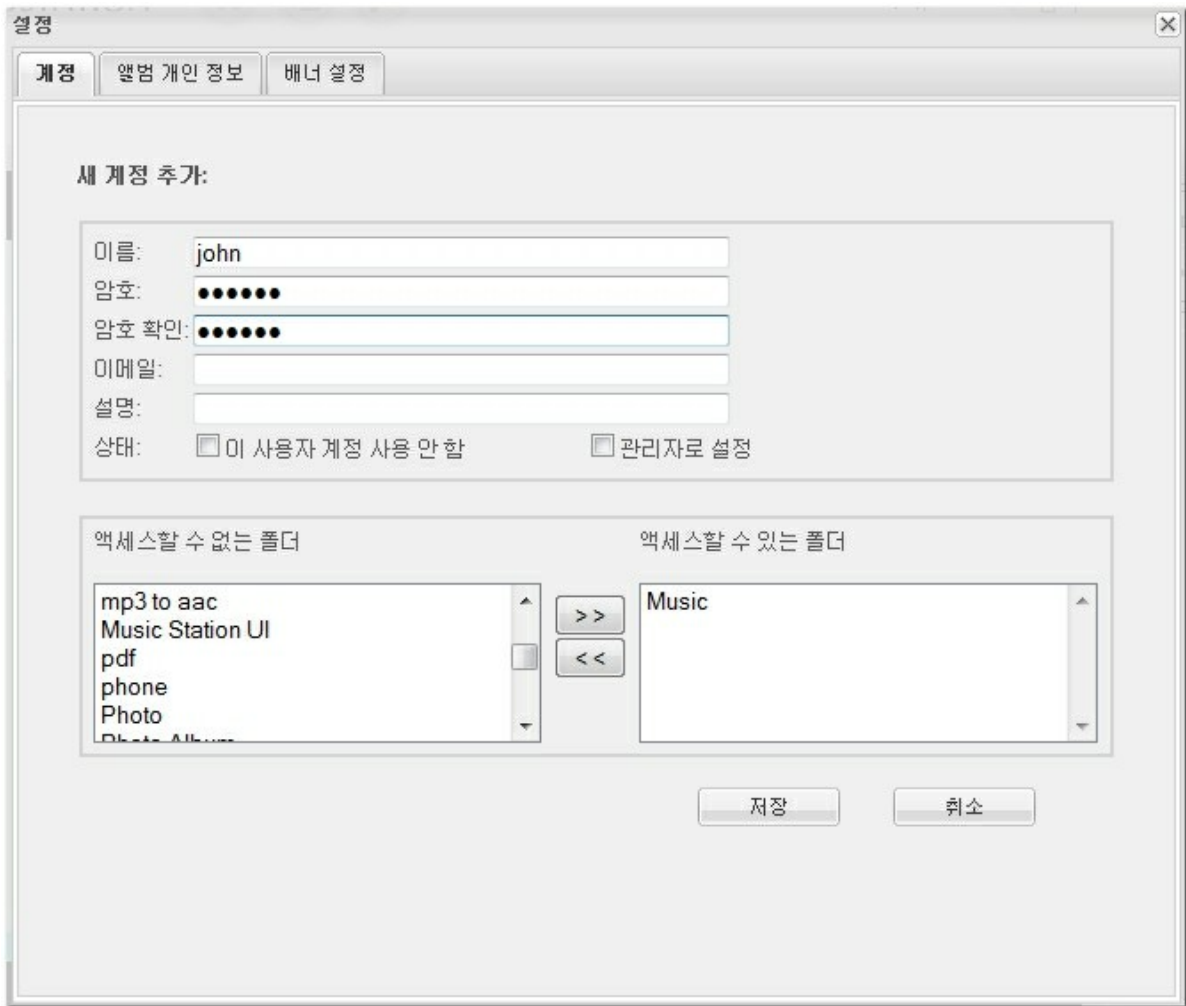 설정
계정 앨범 개인 정보 배너 설정
새 계정 추가:
이름: john
암호: ●●●●●●
암호 확인: ●●●●●●
이메일:
설명:
상태: 이 사용자 계정 사용 안 함 관리자로 설정
액세스할 수 없는 폴더 액세스할 수 있는 폴더
mp3 to aac
Music Station UI
pdf
phone
Photo
Photo Album
>>
<<
Music
저장 취소